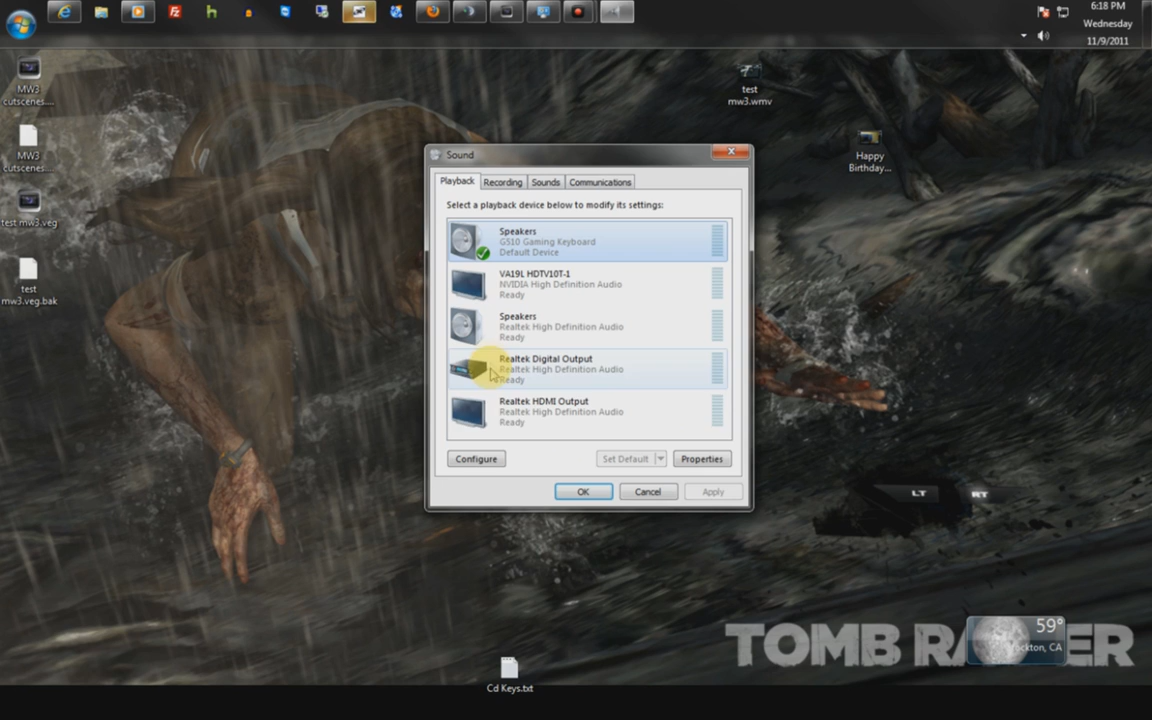 6:18 PM
Wednesday
11/9/2011
MW3
cutscenes....
MW3
cutscenes....
test mw3.veg
test
mw3.veg.bak
test
mw3.wmv
Happy
Birthday...
Sound
Playback Recording Sounds Communications
Select a playback device below to modify its settings:
Speakers
G510 Gaming Keyboard
Default Device
VA19L HDTV10T-1
NVIDIA High Definition Audio
Ready
Speakers
Realtek High Definition Audio
Ready
Realtek Digital Output
Realtek High Definition Audio
Ready
Realtek HDMI Output
Realtek High Definition Audio
Ready
Configure Set Default Properties
OK Cancel Apply
LT RT
59°
ckton, CA
TOMB RA ER
Cd Keys.txt